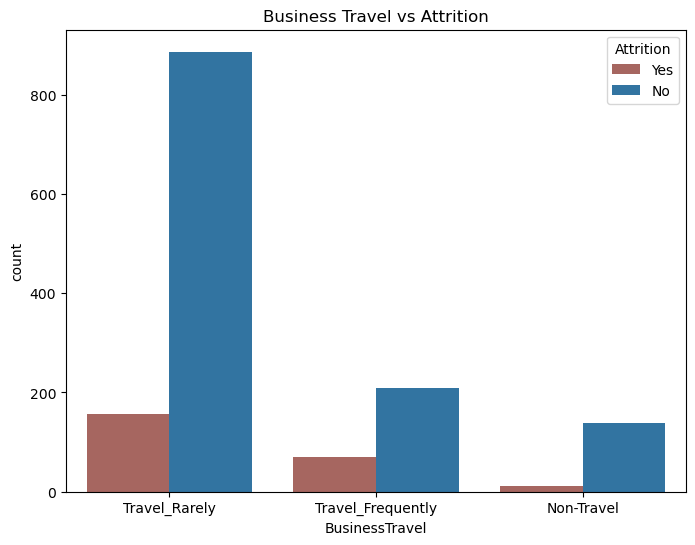 Business Travel vs Attrition
Attrition
Yes
No
count
800
600
400
200
0
Travel_Rarely
Travel_Frequently
Non-Travel
BusinessTravel